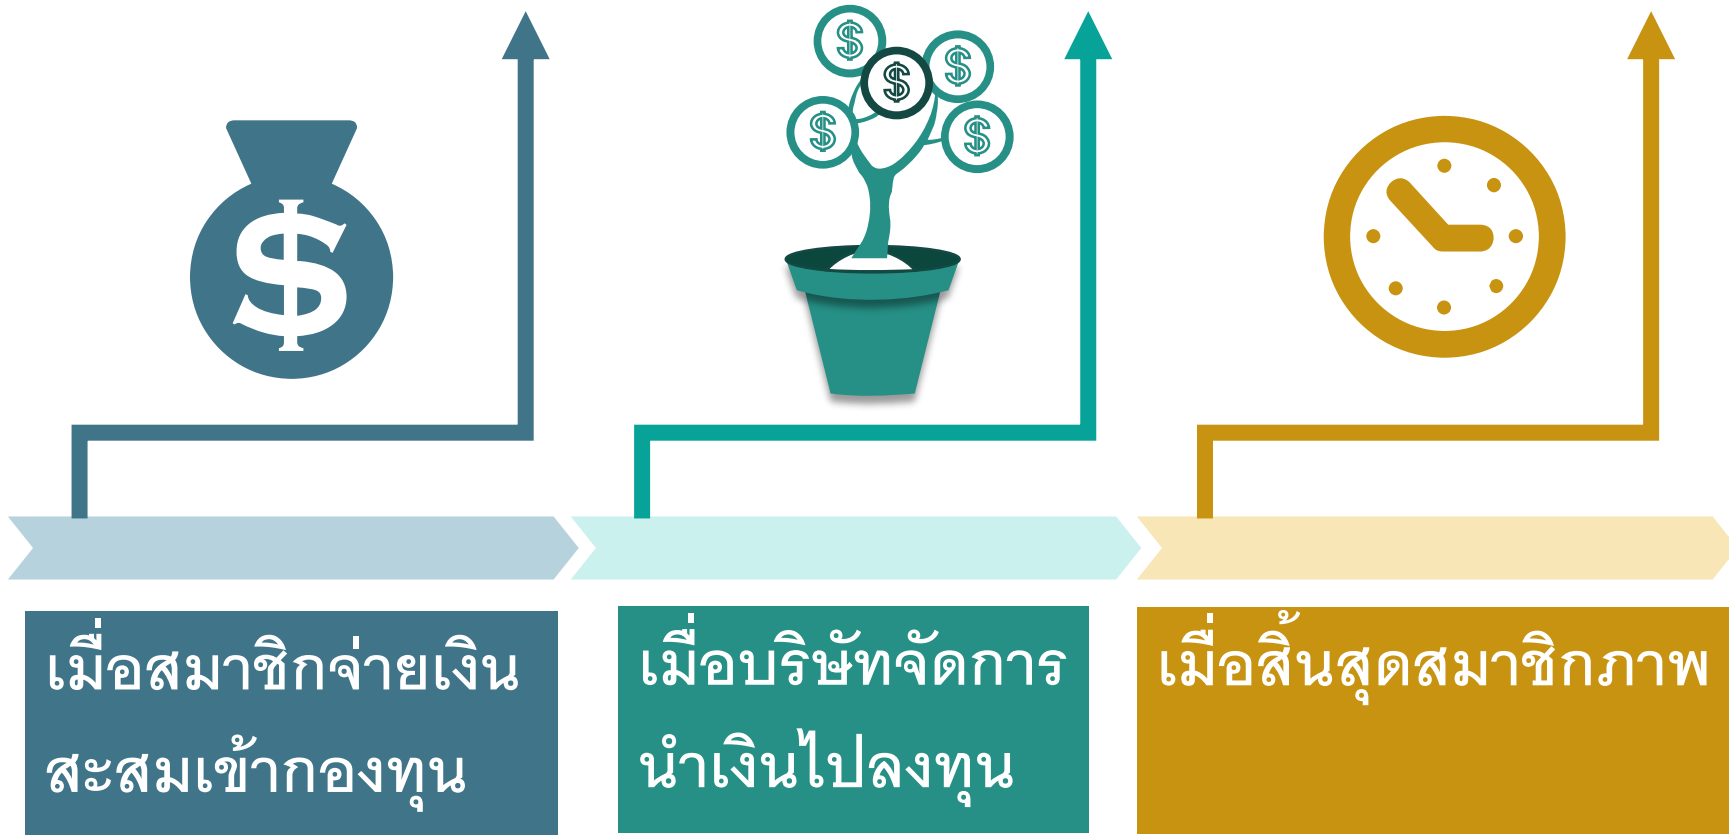 เมื่อสมาชิกจ่ายเงิน
สะสมเข้ากองทุน
เมื่อบริษัทจัดการ
นำเงินไปลงทุน
เมื่อสิ้นสุดสมาชิกภาพ